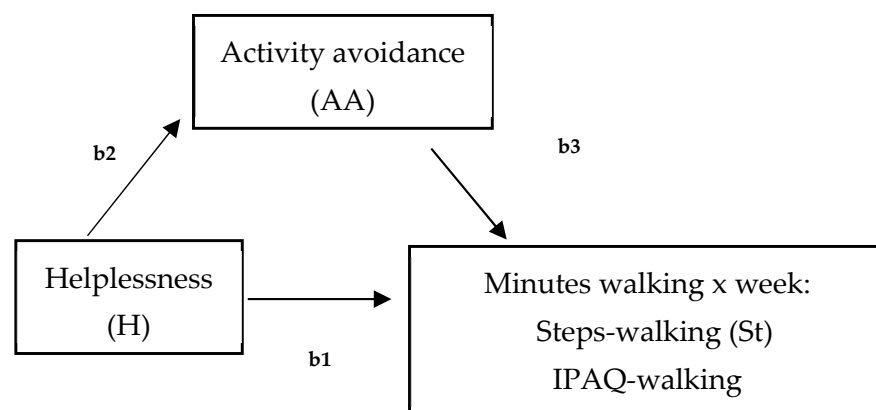 Activity avoidance
(AA)
b2
b3
Helplessness
(H)
b1
Minutes walking x week:
Steps-walking (St)
IPAQ-walking